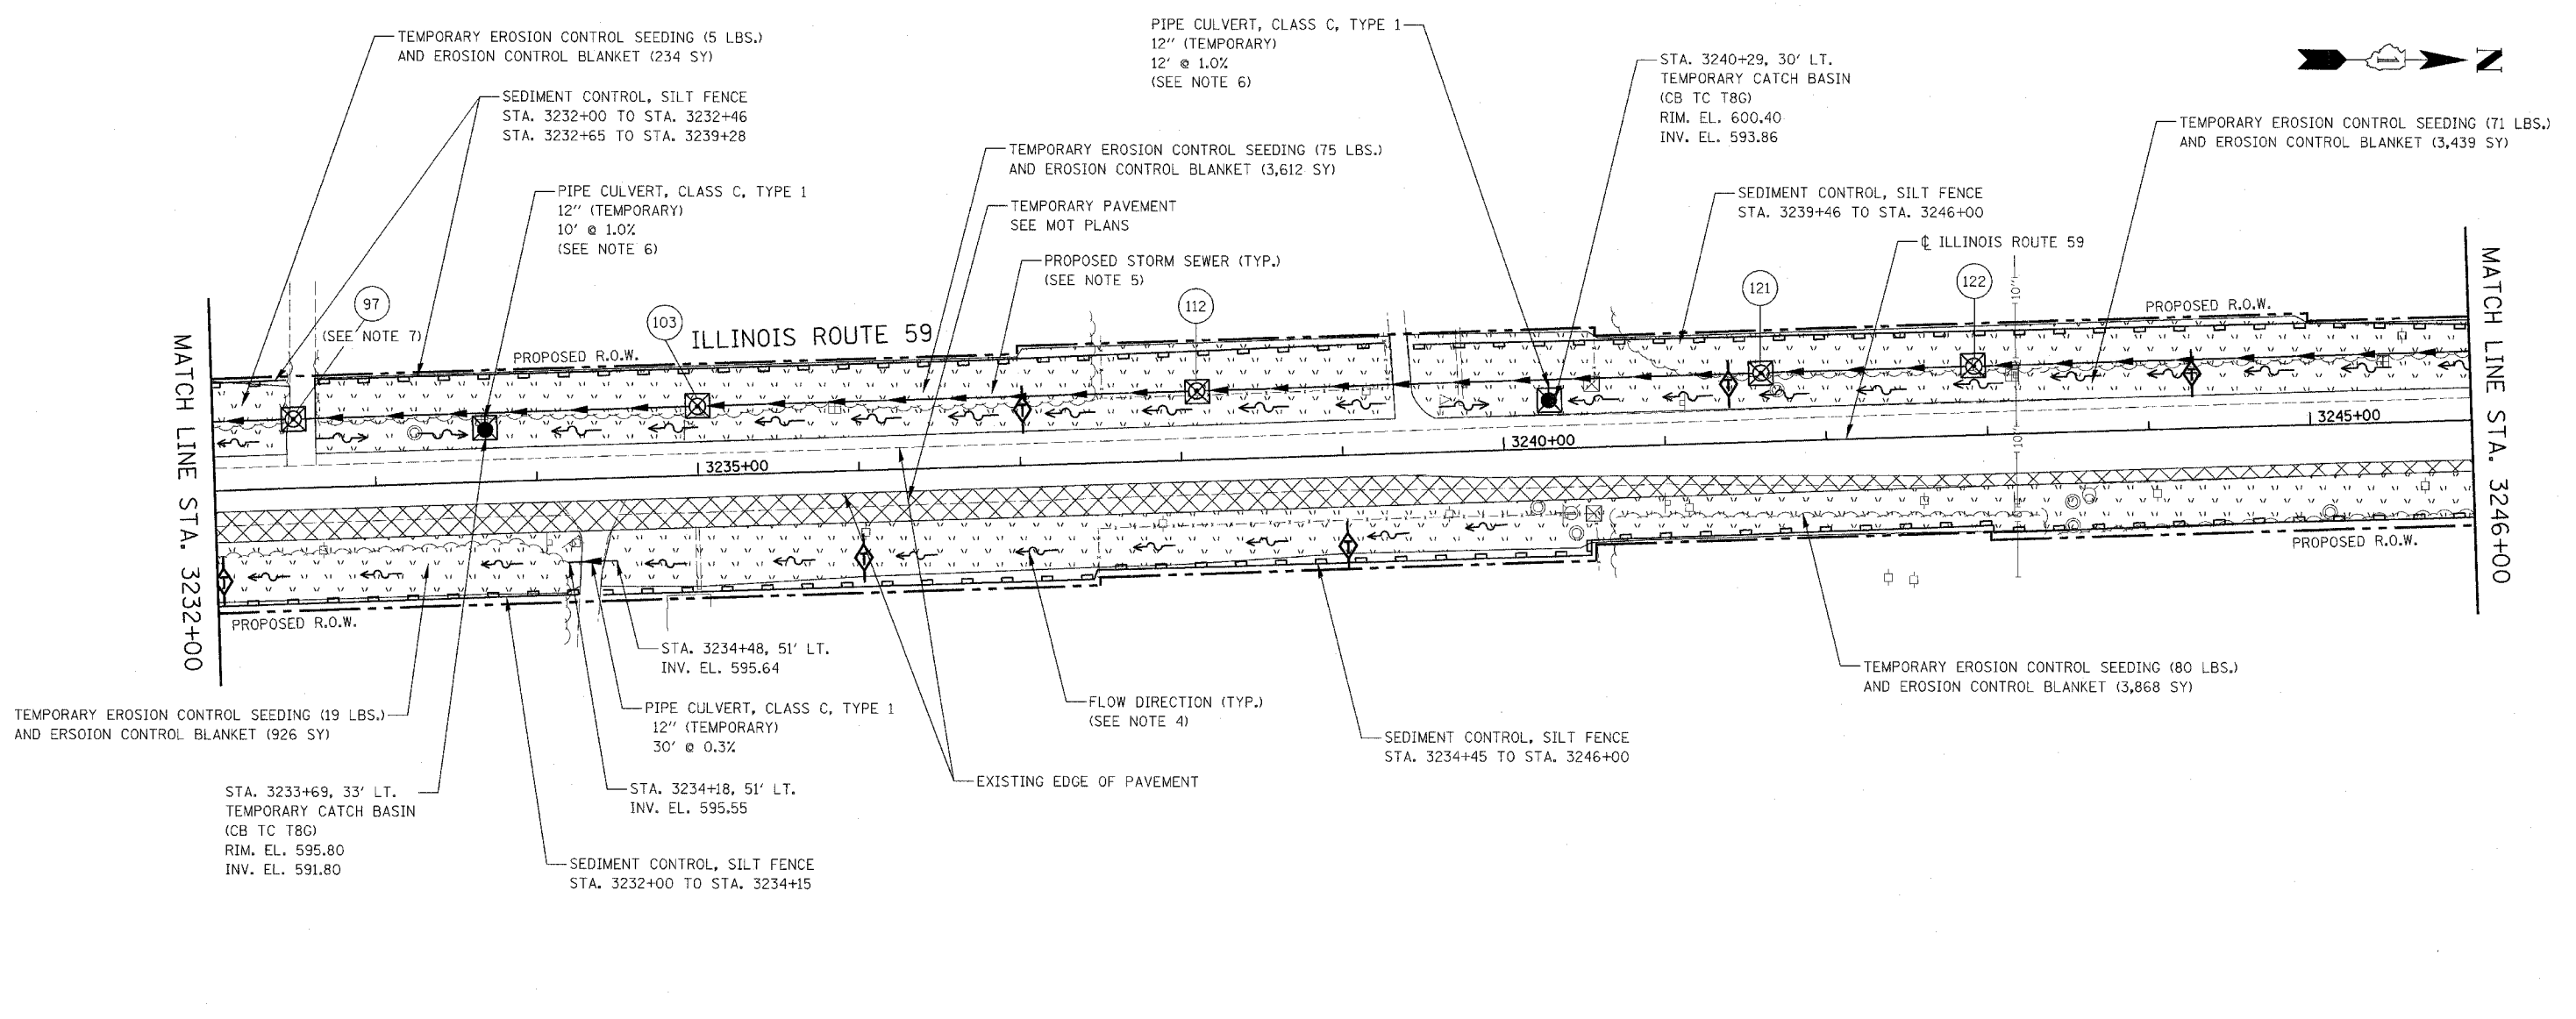 TEMPORARY EROSION CONTROL SEEDING (5 LBS.)
AND EROSION CONTROL BLANKET (234 SY)
SEDIMENT CONTROL, SILT FENCE
STA. 3232+00 TO STA. 3232+46
STA. 3232+65 TO STA. 3239+28
PIPE CULVERT, CLASS C, TYPE 1
12" (TEMPORARY)
10' @ 1.0%
(SEE NOTE 6)
TEMPORARY EROSION CONTROL SEEDING (75 LBS.)
AND EROSION CONTROL BLANKET (3,612 SY)
TEMPORARY PAVEMENT
SEE MOT PLANS
PROPOSED STORM SEWER (TYP.)
(SEE NOTE 5)
PIPE CULVERT, CLASS C, TYPE 1
12" (TEMPORARY)
12' @ 1.0%
(SEE NOTE 6)
STA. 3240+29, 30' LT.
TEMPORARY CATCH BASIN
(CB TC T8G)
RIM. EL. 600.40
INV. EL. 593.86
SEDIMENT CONTROL, SILT FENCE
STA. 3239+46 TO STA. 3246+00
℄ ILLINOIS ROUTE 59
TEMPORARY EROSION CONTROL SEEDING (71 LBS.)
AND EROSION CONTROL BLANKET (3,439 SY)
N
97
(SEE NOTE 7)
103
ILLINOIS ROUTE 59
112
121
122
10"
10"
PROPOSED R.O.W.
PROPOSED R.O.W.
MATCH LINE STA. 3232+00
MATCH LINE STA. 3246+00
3235+00
3240+00
3245+00
PROPOSED R.O.W.
PROPOSED R.O.W.
STA. 3234+48, 51' LT.
INV. EL. 595.64
PIPE CULVERT, CLASS C, TYPE 1
12" (TEMPORARY)
30' @ 0.3%
STA. 3234+18, 51' LT.
INV. EL. 595.55
TEMPORARY EROSION CONTROL SEEDING (19 LBS.)
AND ERSOION CONTROL BLANKET (926 SY)
STA. 3233+69, 33' LT.
TEMPORARY CATCH BASIN
(CB TC T8G)
RIM. EL. 595.80
INV. EL. 591.80
SEDIMENT CONTROL, SILT FENCE
STA. 3232+00 TO STA. 3234+15
EXISTING EDGE OF PAVEMENT
FLOW DIRECTION (TYP.)
(SEE NOTE 4)
SEDIMENT CONTROL, SILT FENCE
STA. 3234+45 TO STA. 3246+00
TEMPORARY EROSION CONTROL SEEDING (80 LBS.)
AND EROSION CONTROL BLANKET (3,868 SY)